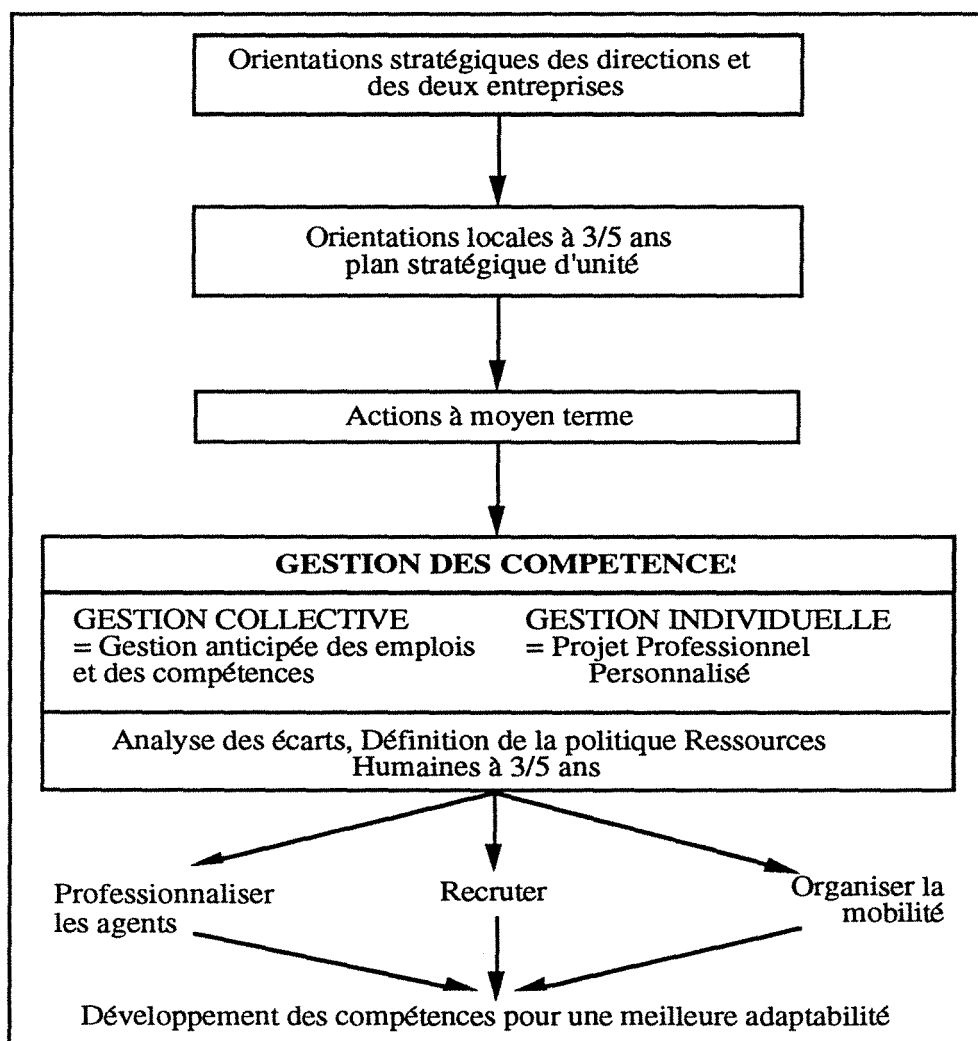 Orientations stratégiques des directions et
des deux entreprises
Orientations locales à 3/5 ans
plan stratégique d'unité
Actions à moyen terme
GESTION DES COMPETENCES
GESTION COLLECTIVE
= Gestion anticipée des emplois
et des compétences
GESTION INDIVIDUELLE
= Projet Professionnel
Personnalisé
Analyse des écarts, Définition de la politique Ressources
Humaines à 3/5 ans
Professionnaliser
les agents
Recruter
Organiser la
mobilité
Développement des compétences pour une meilleure adaptabilité